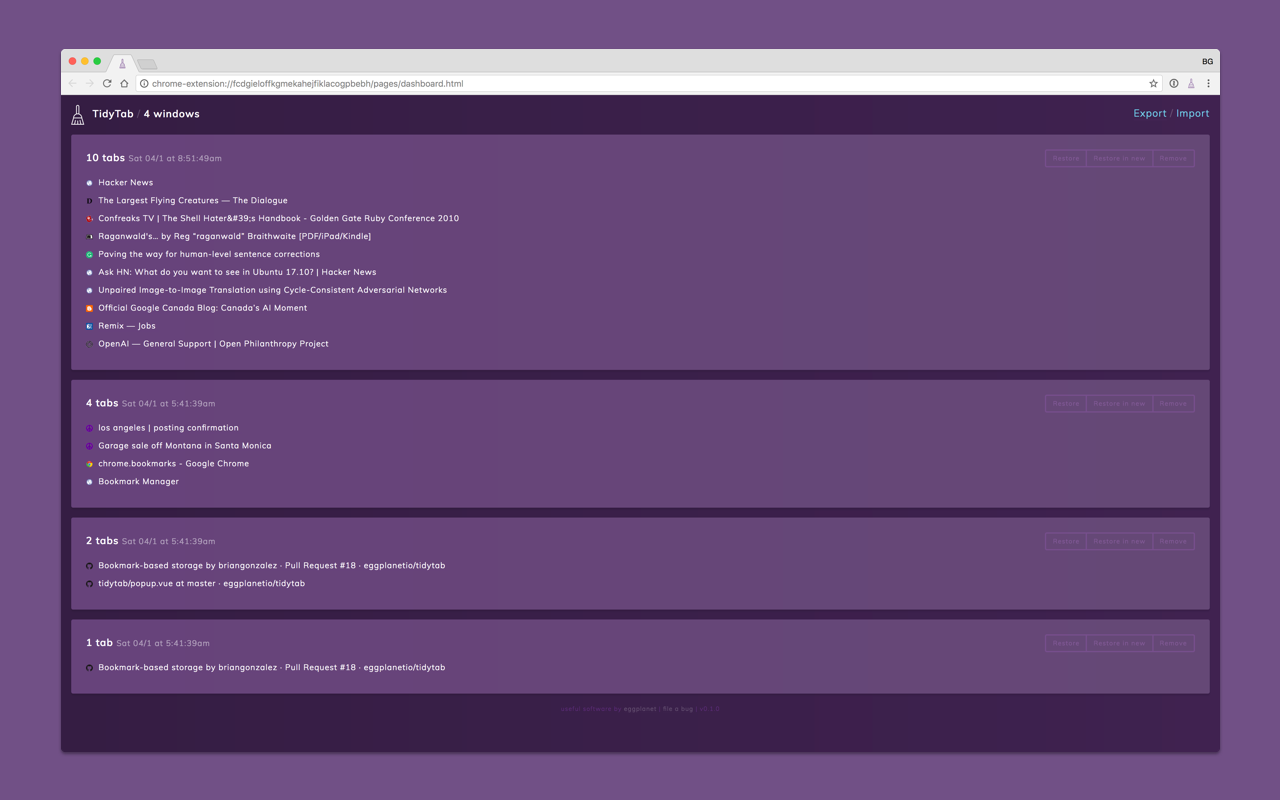 BG
chrome-extension://fcdgieloffkgmekahejfiklacogpbebh/pages/dashboard.html
TidyTab / 4 windows
Export / Import
10 tabs Sat 04/1 at 8:51:49am
Restore Restore in new Remove
Hacker News
The Largest Flying Creatures — The Dialogue
Confreaks TV | The Shell Hater&#39;s Handbook - Golden Gate Ruby Conference 2010
Raganwald's… by Reg “raganwald” Braithwaite [PDF/iPad/Kindle]
Paving the way for human-level sentence corrections
Ask HN: What do you want to see in Ubuntu 17.10? | Hacker News
Unpaired Image-to-Image Translation using Cycle-Consistent Adversarial Networks
Official Google Canada Blog: Canada’s AI Moment
Remix — Jobs
OpenAI — General Support | Open Philanthropy Project
4 tabs Sat 04/1 at 5:41:39am
Restore Restore in new Remove
los angeles | posting confirmation
Garage sale off Montana in Santa Monica
chrome.bookmarks - Google Chrome
Bookmark Manager
2 tabs Sat 04/1 at 5:41:39am
Restore Restore in new Remove
Bookmark-based storage by briangonzalez · Pull Request #18 · eggplanetio/tidytab
tidytab/popup.vue at master · eggplanetio/tidytab
1 tab Sat 04/1 at 5:41:39am
Restore Restore in new Remove
Bookmark-based storage by briangonzalez · Pull Request #18 · eggplanetio/tidytab
useful software by eggplanet | file a bug |